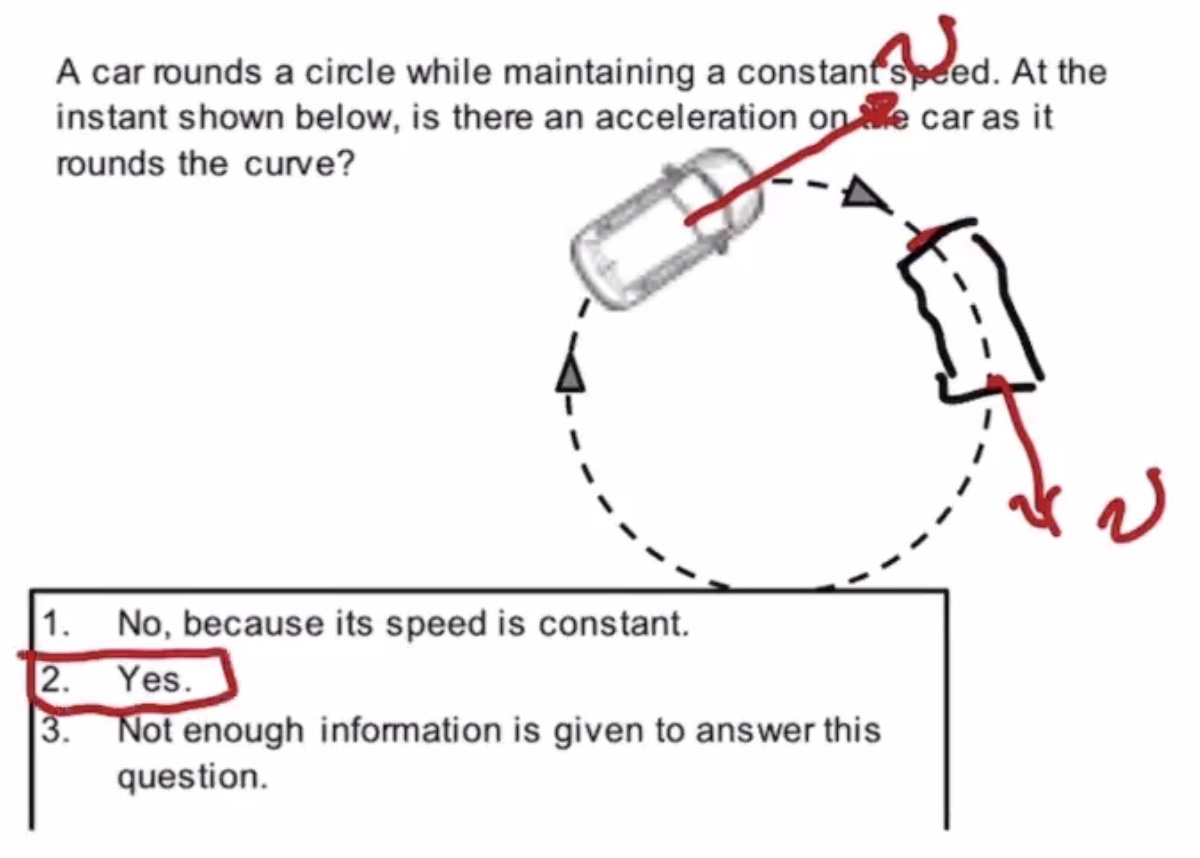 v
A car rounds a circle while maintaining a constant speed. At the
instant shown below, is there an acceleration on the car as it
rounds the curve?
v
1. No, because its speed is constant.
2. Yes.
3. Not enough information is given to answer this
question.